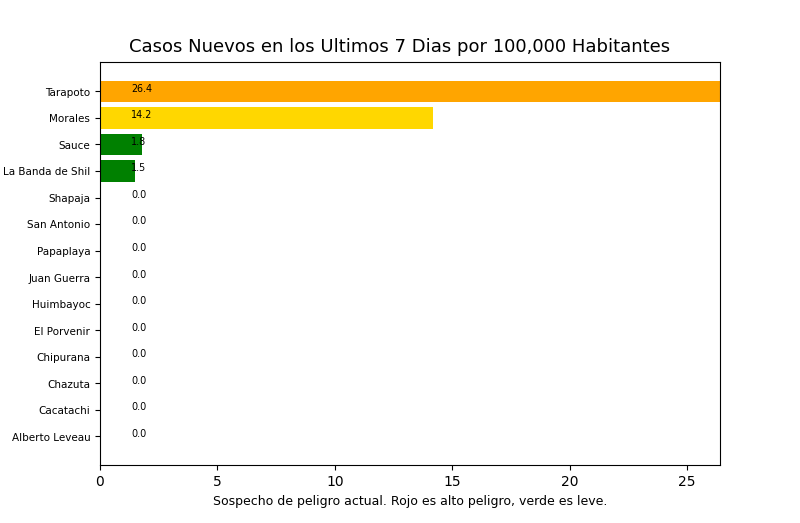 Casos Nuevos en los Ultimos 7 Dias por 100,000 Habitantes
Tarapoto 26.4
Morales 14.2
Sauce 1.8
La Banda de Shil 1.5
Shapaja 0.0
San Antonio 0.0
Papaplaya 0.0
Juan Guerra 0.0
Huimbayoc 0.0
El Porvenir 0.0
Chipurana 0.0
Chazuta 0.0
Cacatachi 0.0
Alberto Leveau 0.0
0 5 10 15 20 25
Sospecho de peligro actual. Rojo es alto peligro, verde es leve.